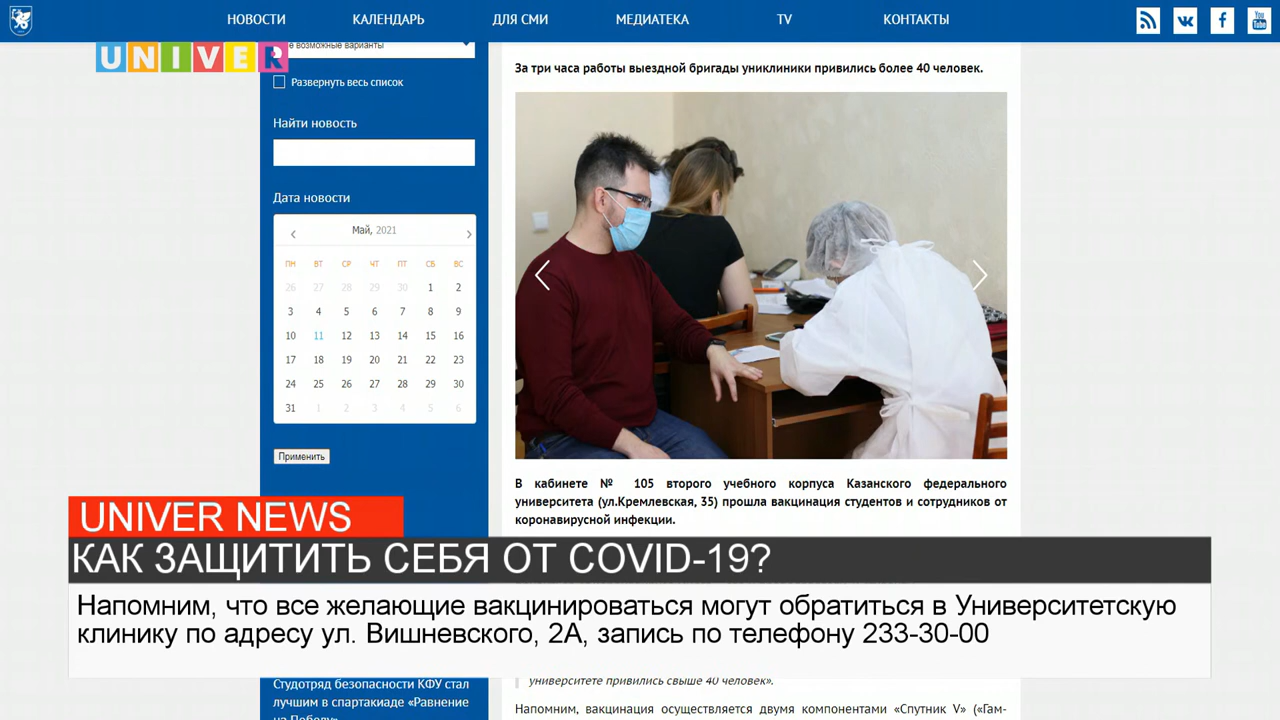 НОВОСТИ КАЛЕНДАРЬ ДЛЯ СМИ МЕДИАТЕКА TV КОНТАКТЫ
You Tube
UNIVER
е возможные варианты
Развернуть весь список
Найти новость
Дата новости
Май, 2021
ПН ВТ СР ЧТ ПТ СБ ВС
26 27 28 29 30 1 2
3 4 5 6 7 8 9
10 11 12 13 14 15 16
17 18 19 20 21 22 23
24 25 26 27 28 29 30
31 1 2 3 4 5 6
Применить
За три часа работы выездной бригады униклиники привились более 40 человек.
В кабинете № 105 второго учебного корпуса Казанского федерального
университета (ул.Кремлевская, 35) прошла вакцинация студентов и сотрудников от
коронавирусной инфекции.
UNIVER NEWS
КАК ЗАЩИТИТЬ СЕБЯ ОТ COVID-19?
Напомним, что все желающие вакцинироваться могут обратиться в Университетскую
клинику по адресу ул. Вишневского, 2А, запись по телефону 233-30-00
Студотряд безопасности КФУ стал
лучшим в спартакиаде «Равнение
на Победу»
университете привились свыше 40 человек».
Напомним, вакцинация осуществляется двумя компонентами «Спутник V» («Гам-